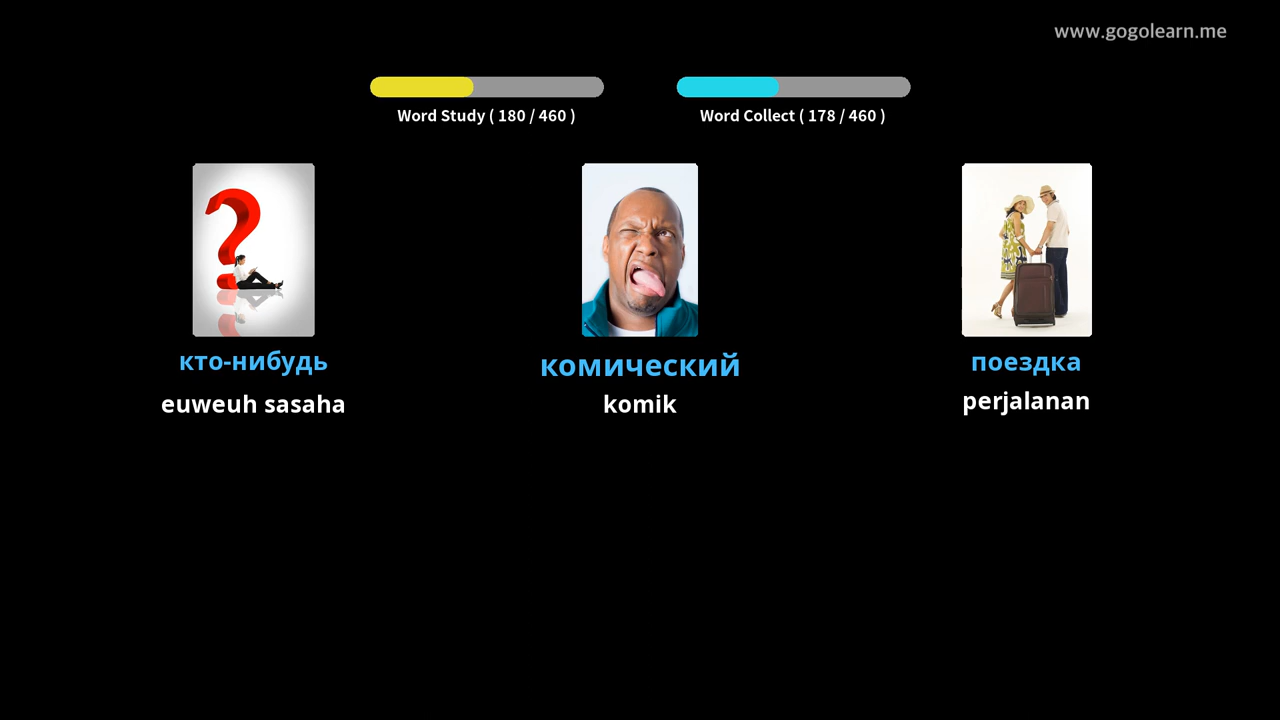 www.gogolearn.me
Word Study ( 180 / 460 )
Word Collect ( 178 / 460 )
кто-нибудь
комический
поездка
euweuh sasaha
komik
perjalanan